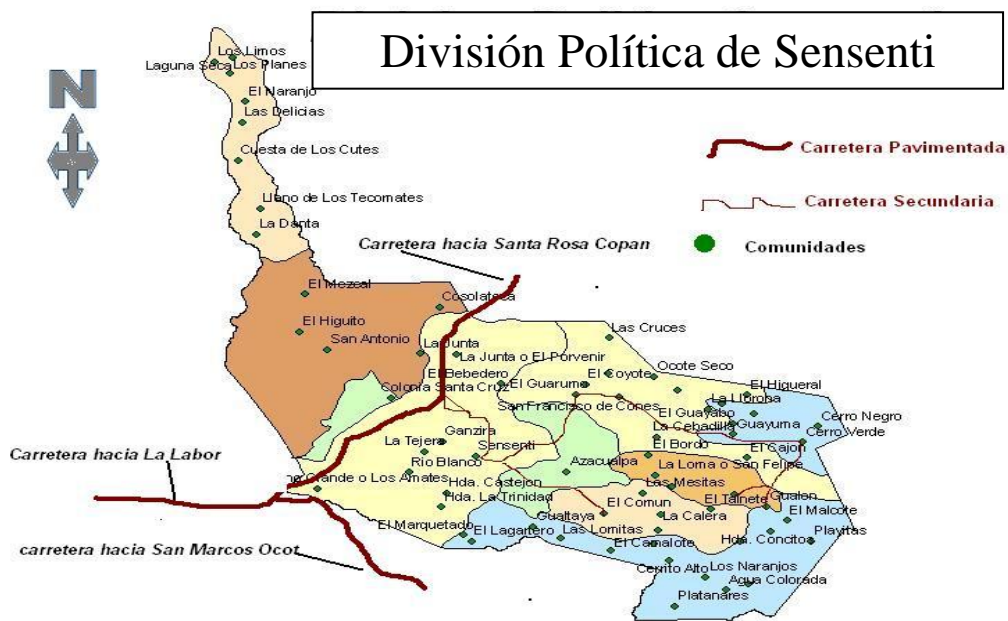 División Política de Sensenti
N
Los Limos
Laguna Seca
Los Planes
El Naranjo
Las Delicias
Cuesta de Los Cutes
Llano de Los Tecomates
La Danta
Carretera Pavimentada
Carretera Secundaria
Comunidades
Carretera hacia Santa Rosa Copan
El Mezcal
Cosolateca
El Higuito
San Antonio
La Junta
La Junta o El Porvenir
Las Cruces
El Bebedero
El Guarumo
El Coyote
Ocote Seco
Colonia Santa Cruz
San Francisco de Cones
El Higueral
La Llorona
El Guayabo
Cerro Negro
La Cebadilla
Guayuma
Cerro Verde
Ganzira
La Tejera
Sensenti
El Bordo
El Cajon
Carretera hacia La Labor
Rio Blanco
Azacualpa
La Loma o San Felipe
Grande o Los Amates
Hda. Castejon
Las Mesitas
Hda. La Trinidad
El Comun
El Talnete
Gualon
El Marquetado
Gualtaya
La Calera
El Malcote
El Lagartero
Las Lomitas
Playitas
carretera hacia San Marcos Ocot
El Camalote
Hda. Concitos
Cerrito Alto
Los Naranjos
Agua Colorada
Platanares